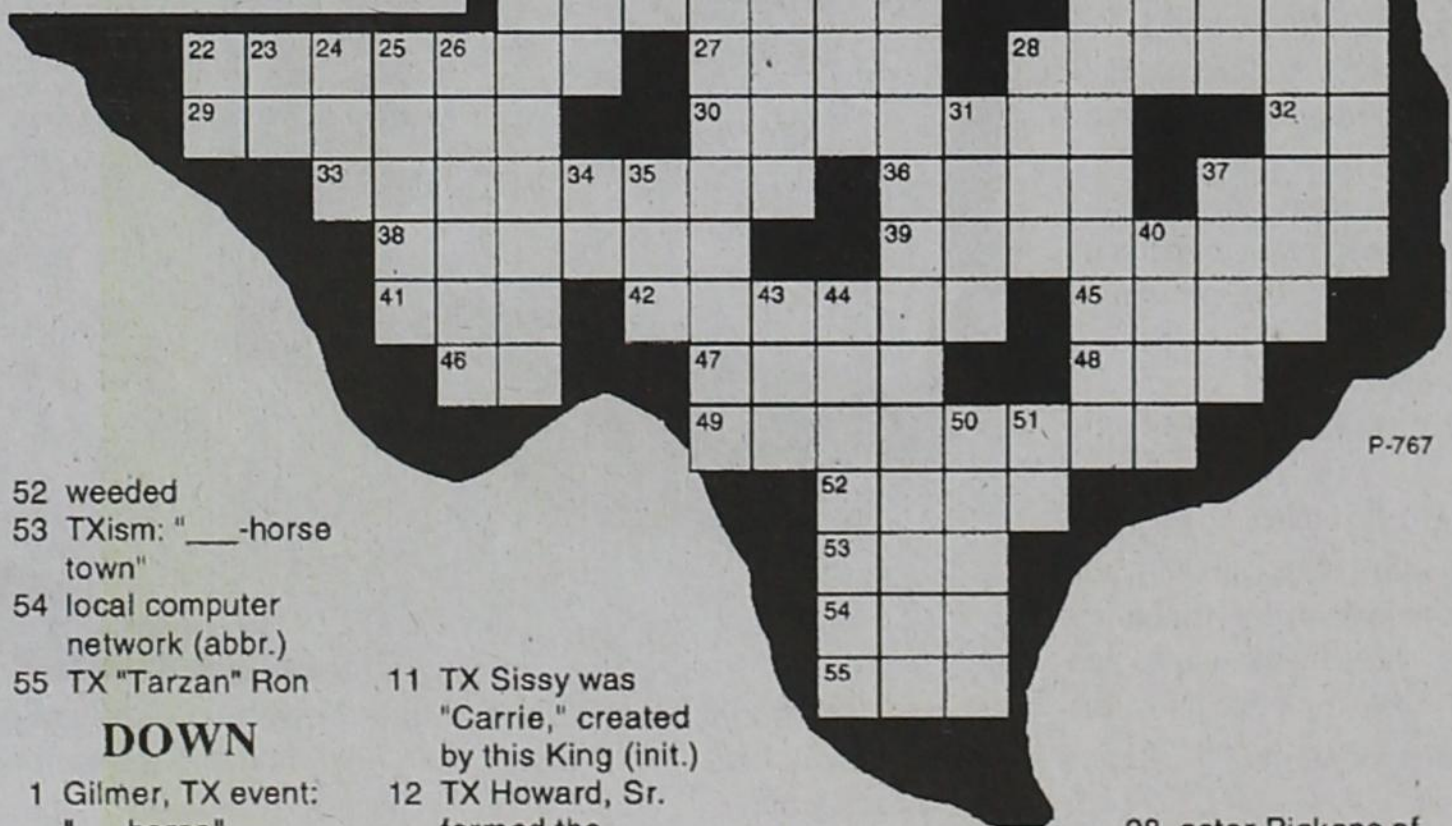 22 23 24 25 26 27 28
29 30 31 32
33 34 35 36 37
38 39 40
41 42 43 44 45
46 47 48
49 50 51
P-767
52
53
54
55
52 weeded
53 TXism: "___-horse
town"
54 local computer
network (abbr.)
55 TX "Tarzan" Ron
DOWN
1 Gilmer, TX event:
11 TX Sissy was
"Carrie," created
by this King (init.)
12 TX Howard, Sr.
formed the